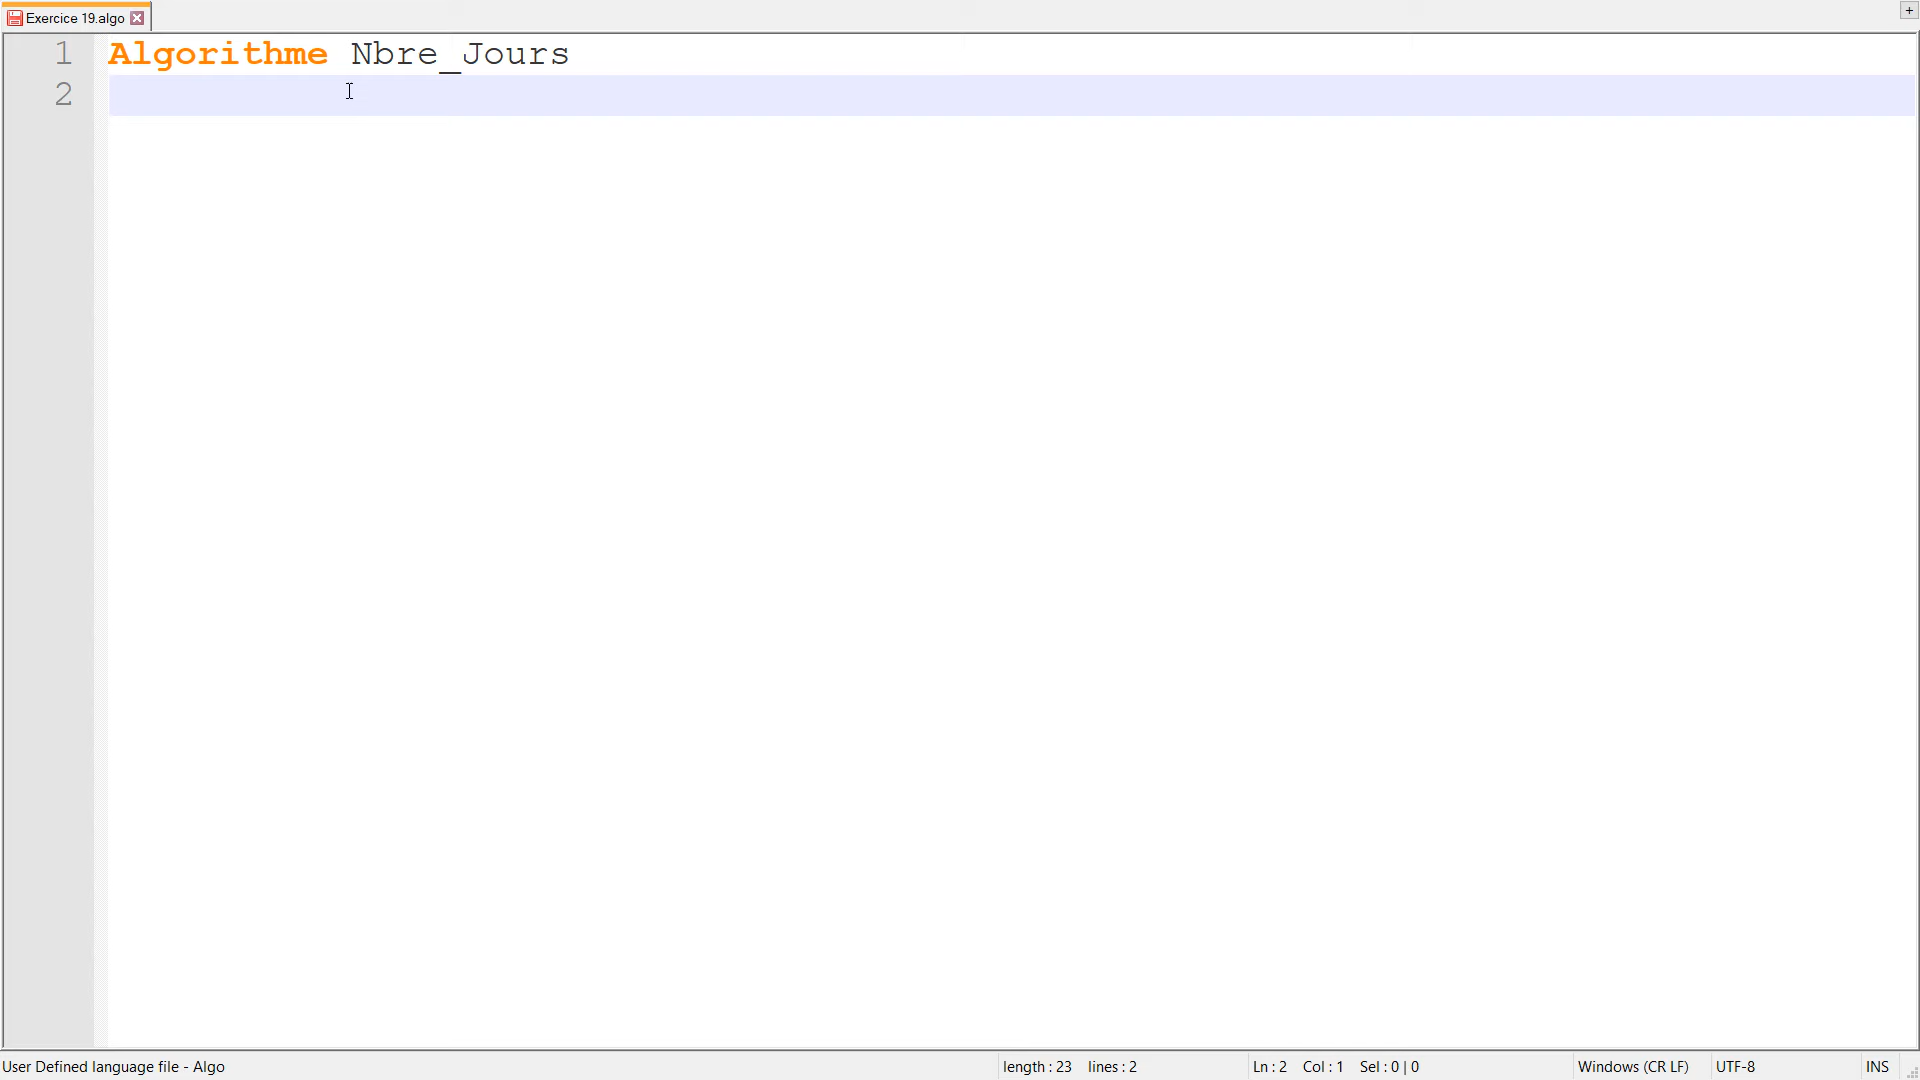 Exercice 19.algo
+
1 Algorithme Nbre_Jours
2
User Defined language file - Algo length : 23 lines : 2 Ln : 2 Col : 1 Sel : 0 | 0 Windows (CR LF) UTF-8 INS